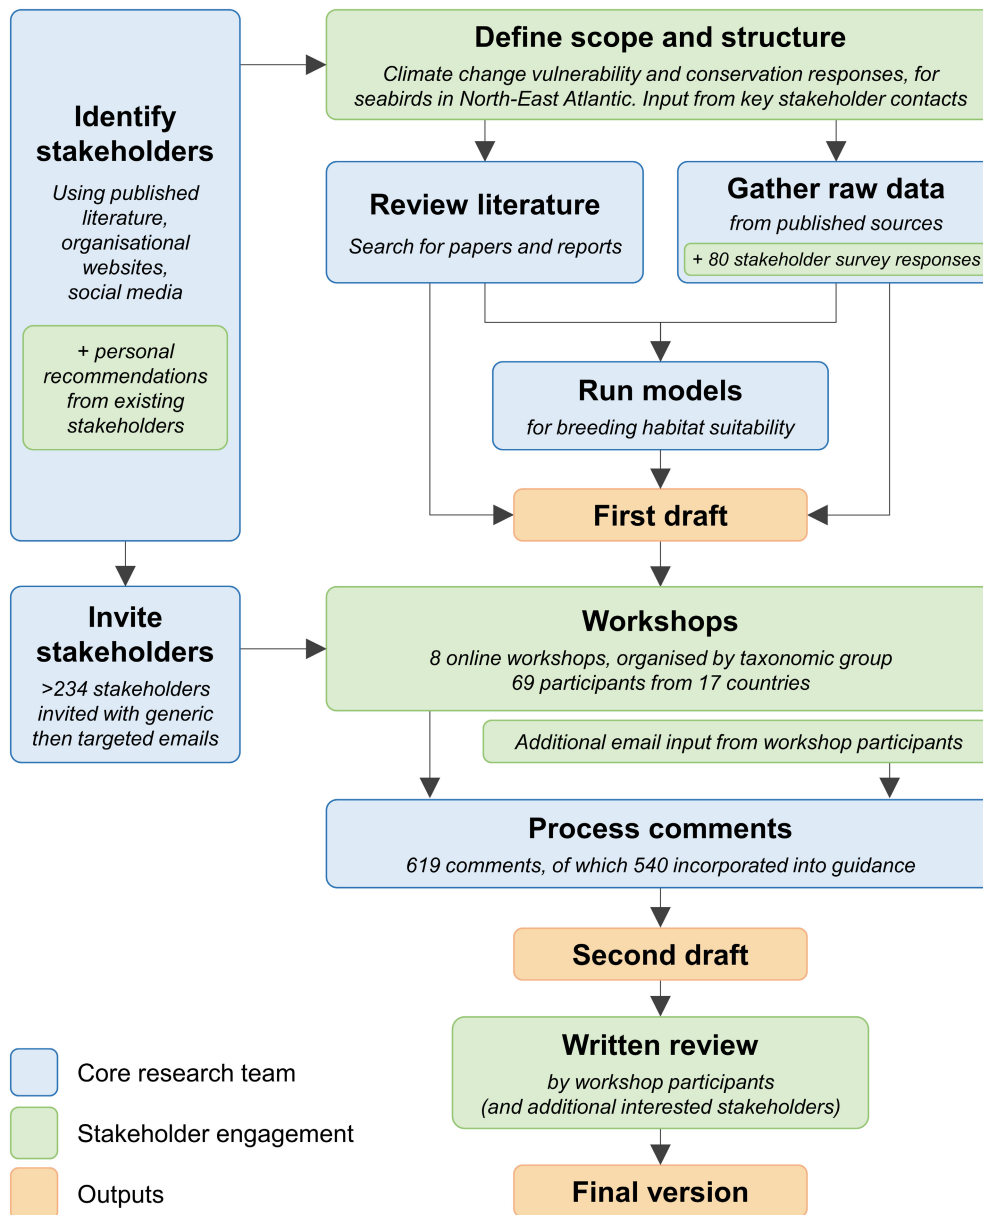 Identify
stakeholders
Using published
literature,
organisational
websites,
social media
+ personal
recommendations
from existing
stakeholders
Define scope and structure
Climate change vulnerability and conservation responses, for
seabirds in North-East Atlantic. Input from key stakeholder contacts
Review literature
Search for papers and reports
Gather raw data
from published sources
+ 80 stakeholder survey responses
Run models
for breeding habitat suitability
First draft
Invite
stakeholders
>234 stakeholders
invited with generic
then targeted emails
Workshops
8 online workshops, organised by taxonomic group
69 participants from 17 countries
Additional email input from workshop participants
Process comments
619 comments, of which 540 incorporated into guidance
Second draft
Written review
by workshop participants
(and additional interested stakeholders)
Final version
Core research team
Stakeholder engagement
Outputs